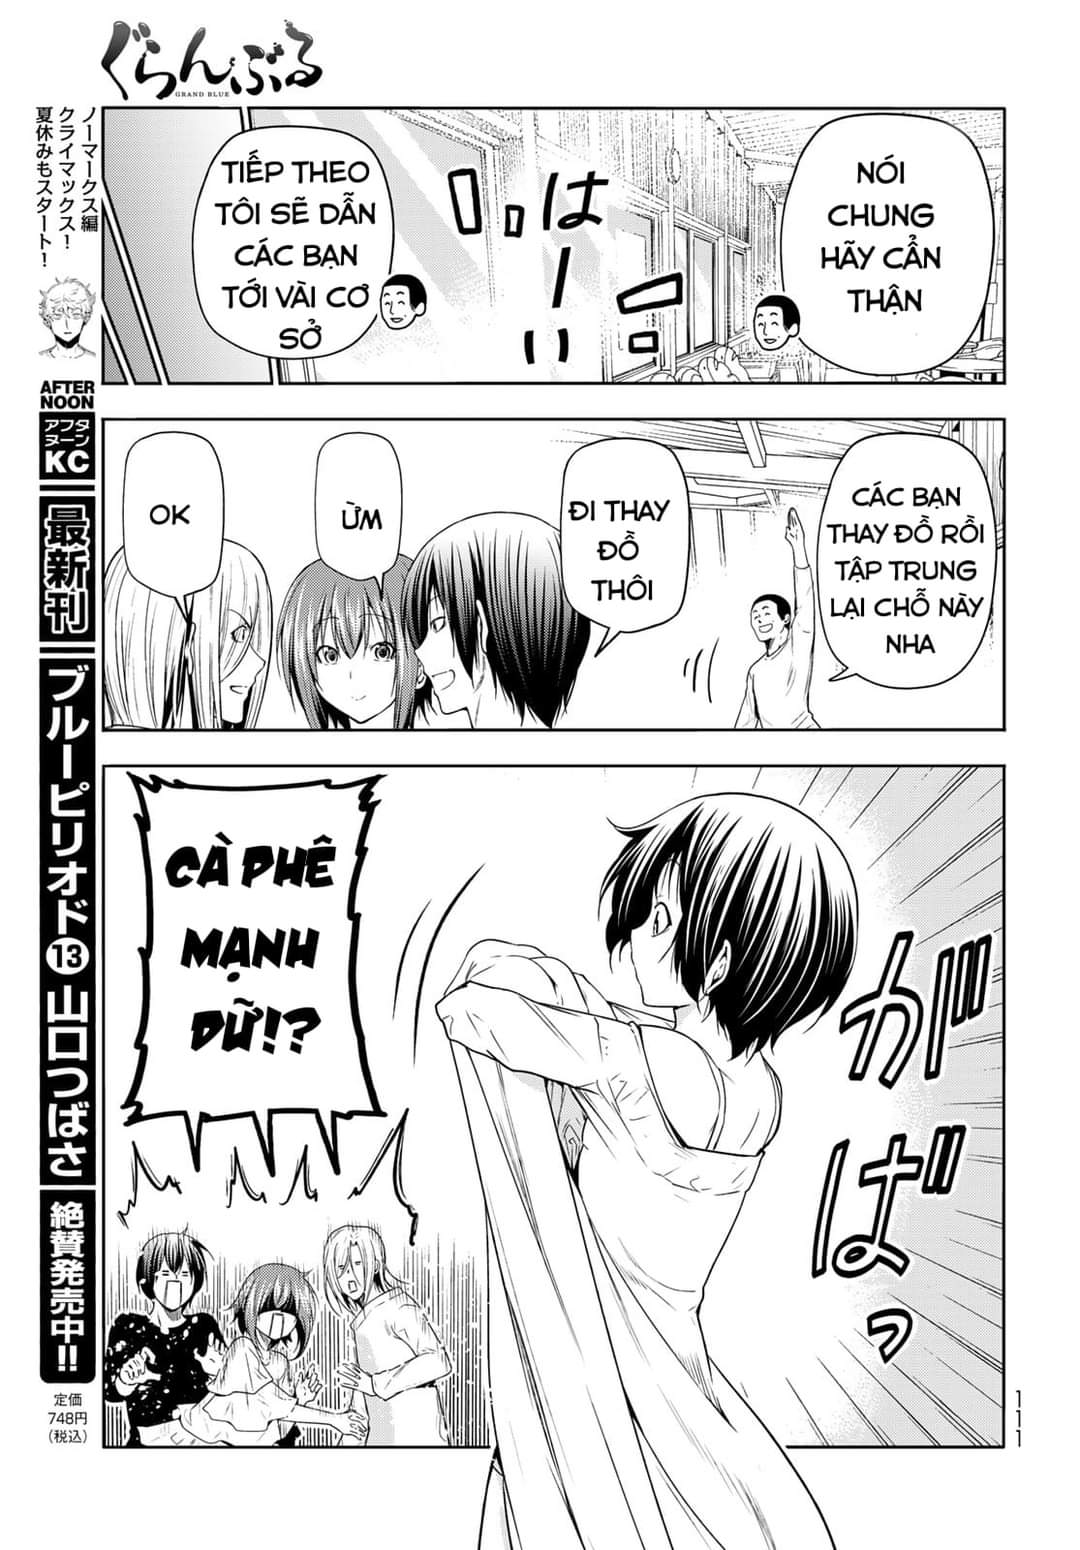 ぐらんぶる
GRAND BLUE
ノーマークス編
クライマックス！
夏休みもスタート！
AFTER
NOON
アフタ
ヌーン
KC
最新刊
ブルーピリオド⑬山口つばさ
絶賛発売中!!
定価
748円
(税込)
NÓI
CHUNG
HÃY CẨN
THẬN
はーい
TIẾP THEO
TÔI SẼ DẪN
CÁC BẠN
TỚI VÀI CƠ
SỞ
CÁC BẠN
THAY ĐỒ RỒI
TẬP TRUNG
LẠI CHỖ NÀY
NHA
ĐI THAY
ĐỒ
THÔI
ỪM
OK
がばっ
CÀ PHÊ
MẠNH
DỮ!?
111